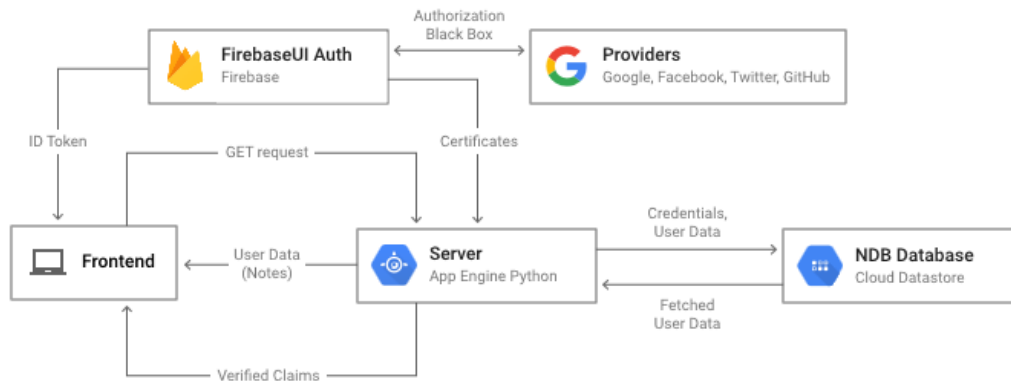 Authorization
Black Box
FirebaseUI Auth
Firebase
Providers
Google, Facebook, Twitter, GitHub
ID Token
GET request
Certificates
Credentials,
User Data
Frontend
User Data
(Notes)
Server
App Engine Python
NDB Database
Cloud Datastore
Fetched
User Data
Verified Claims